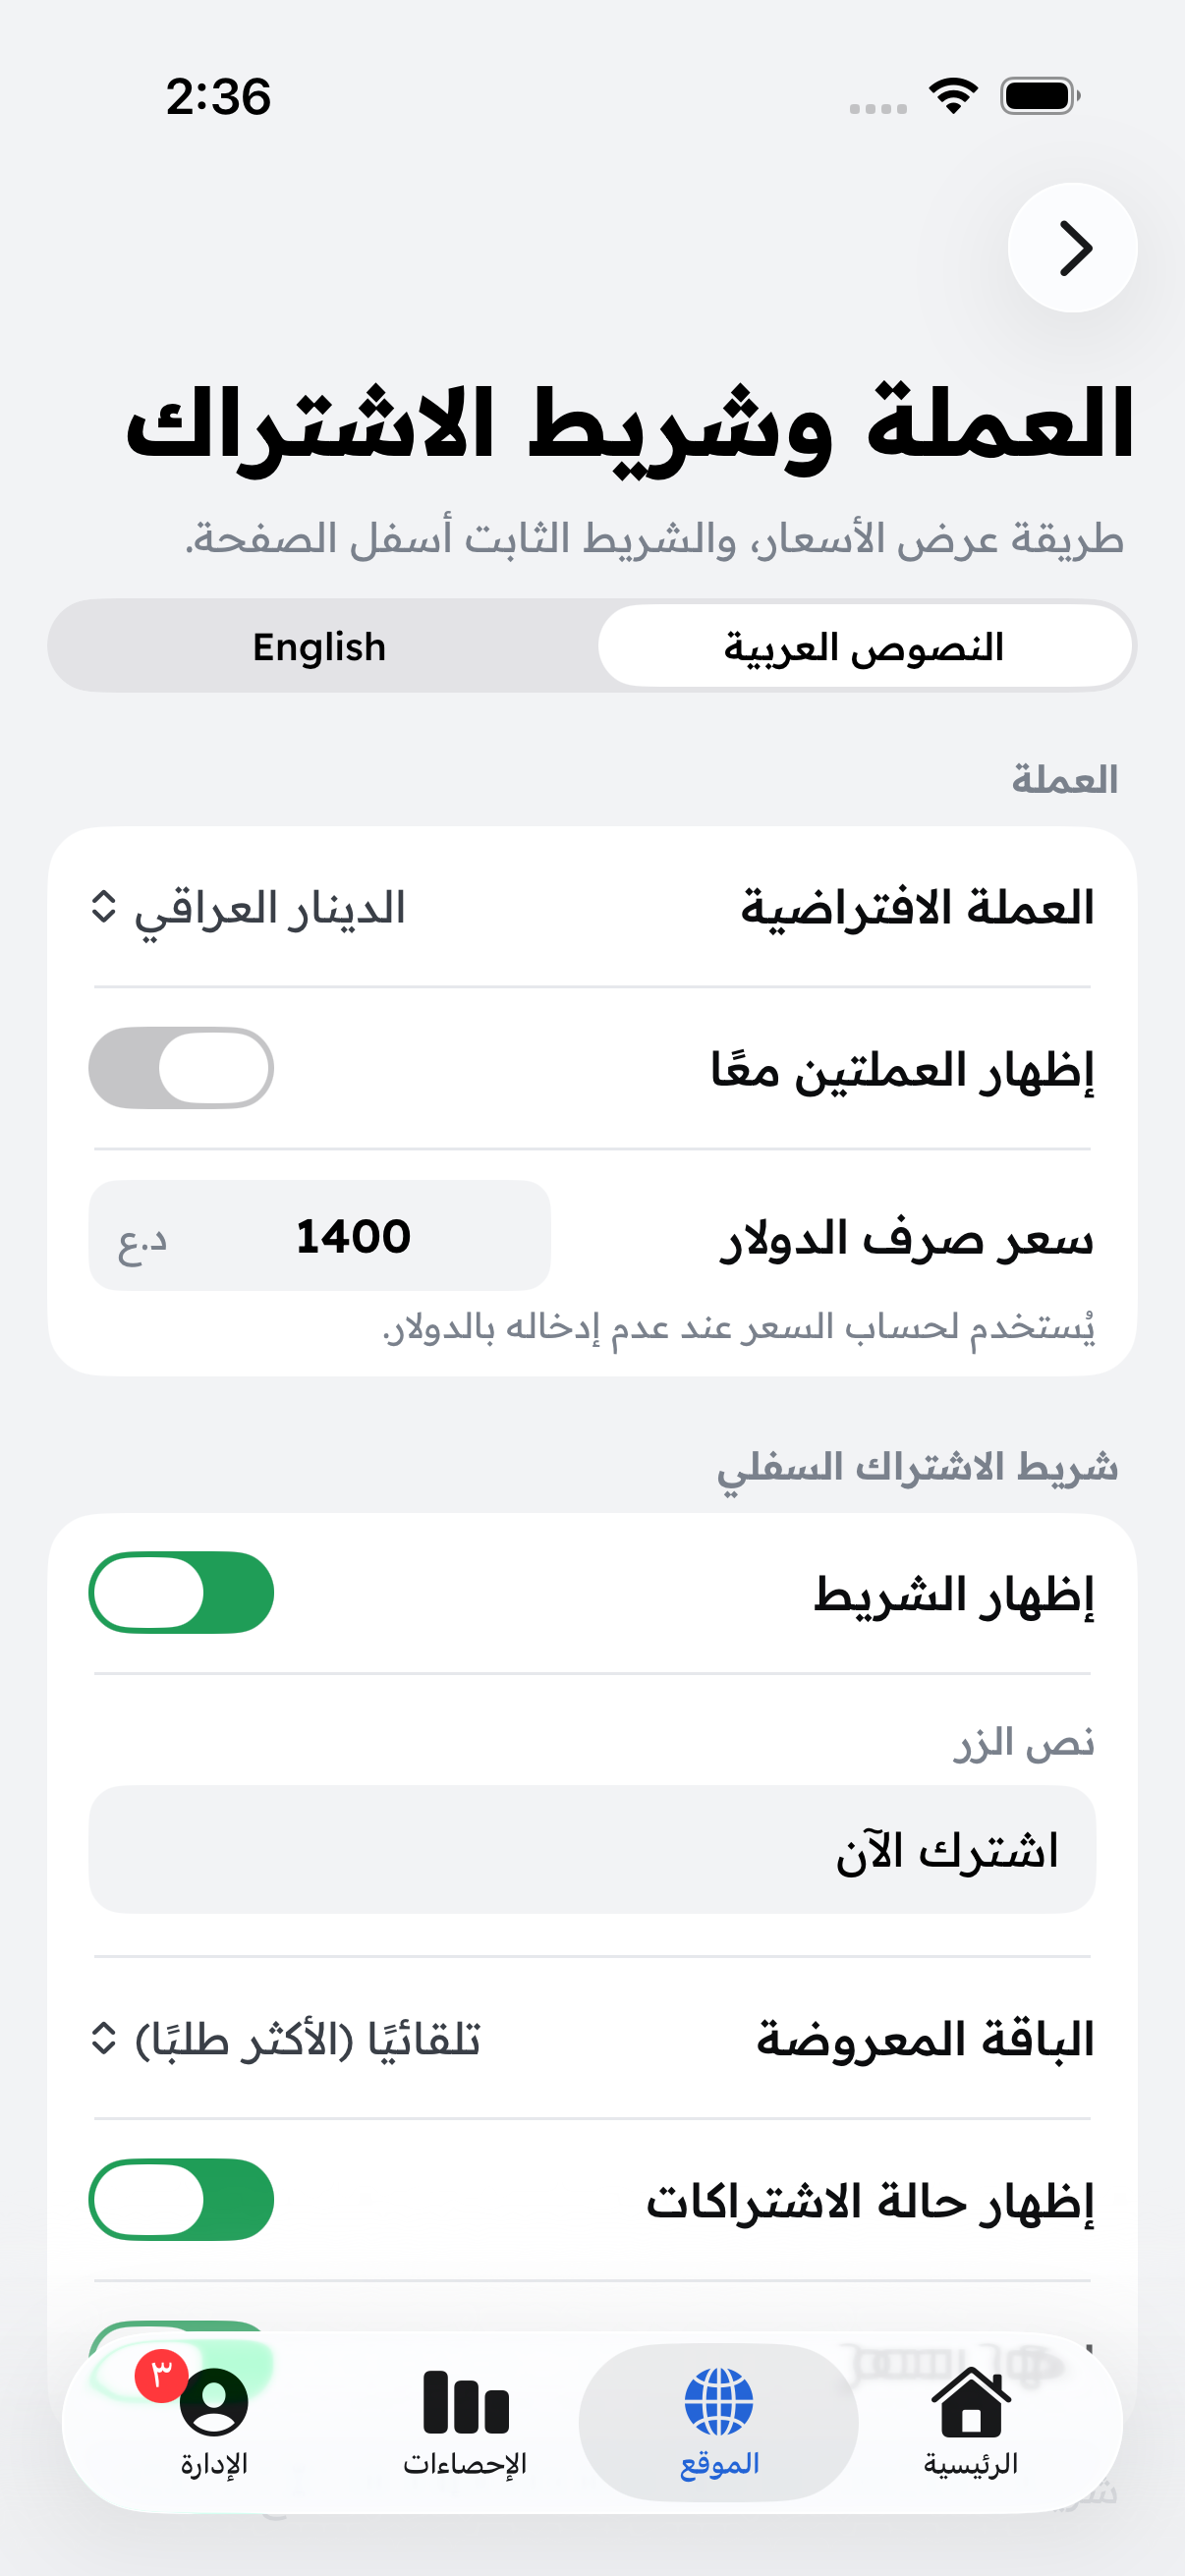 2:36
العملة وشريط الاشتراك
طريقة عرض الأسعار، والشريط الثابت أسفل الصفحة.
النصوص العربية
English
العملة
العملة الافتراضية
الدينار العراقي
إظهار العملتين معًا
سعر صرف الدولار
1400
د.ع
يُستخدم لحساب السعر عند عدم إدخاله بالدولار.
شريط الاشتراك السفلي
إظهار الشريط
نص الزر
اشترك الآن
الباقة المعروضة
تلقائيًا (الأكثر طلبًا)
إظهار حالة الاشتراكات
الرئيسية
الموقع
الإحصاءات
الإدارة
٣